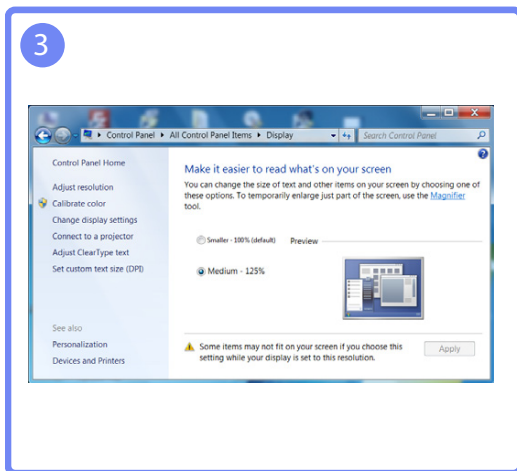 3
Control Panel ▸ All Control Panel Items ▸ Display
Search Control Panel
Control Panel Home
Adjust resolution
Calibrate color
Change display settings
Connect to a projector
Adjust ClearType text
Set custom text size (DPI)
See also
Personalization
Devices and Printers
Make it easier to read what's on your screen
You can change the size of text and other items on your screen by choosing one of
these options. To temporarily enlarge just part of the screen, use the Magnifier
tool.
Smaller - 100% (default)
Preview
Medium - 125%
Some items may not fit on your screen if you choose this
setting while your display is set to this resolution.
Apply